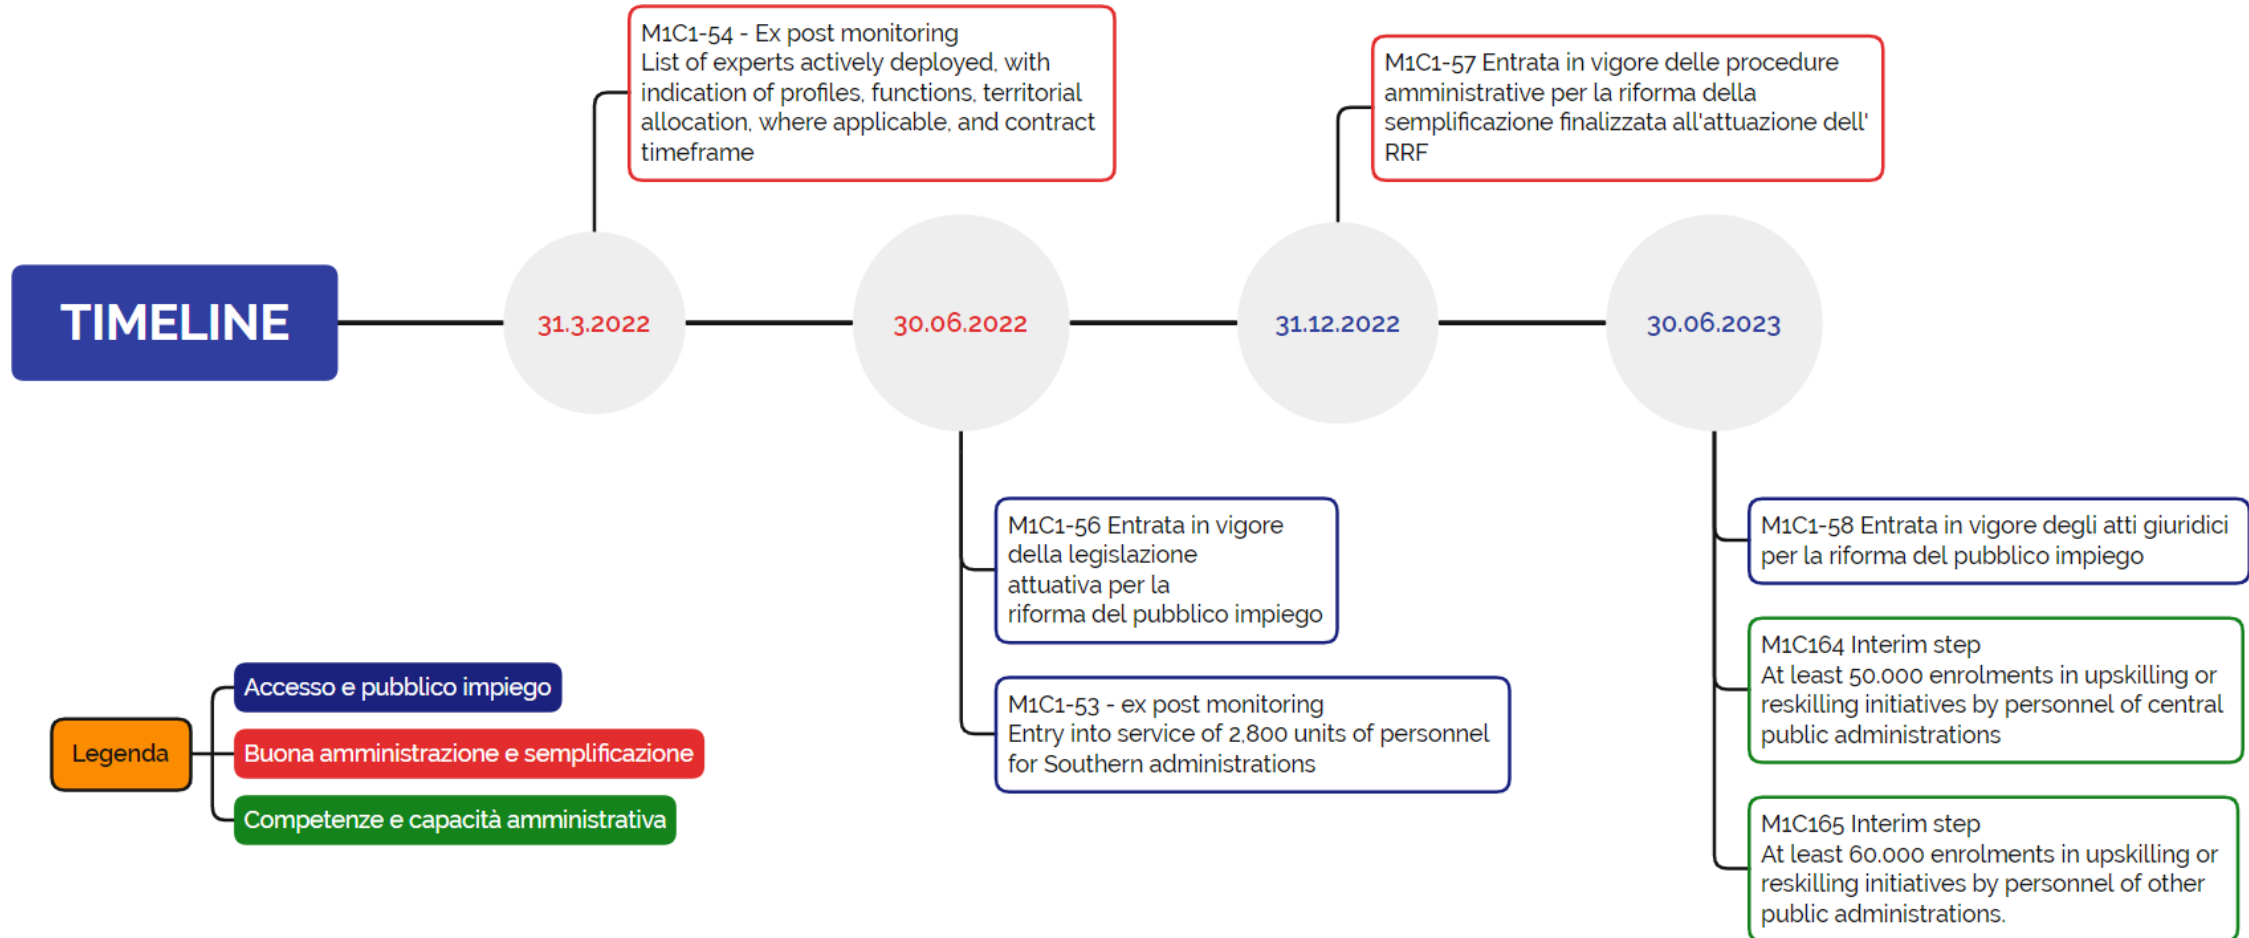 M1C1-54 - Ex post monitoring
List of experts actively deployed, with
indication of profiles, functions, territorial
allocation, where applicable, and contract
timeframe
M1C1-57 Entrata in vigore delle procedure
amministrative per la riforma della
semplificazione finalizzata all'attuazione dell'
RRF
TIMELINE
31.3.2022
30.06.2022
31.12.2022
30.06.2023
M1C1-56 Entrata in vigore
della legislazione
attuativa per la
riforma del pubblico impiego
M1C1-53 - ex post monitoring
Entry into service of 2,800 units of personnel
for Southern administrations
M1C1-58 Entrata in vigore degli atti giuridici
per la riforma del pubblico impiego
M1C164 Interim step
At least 50.000 enrolments in upskilling or
reskilling initiatives by personnel of central
public administrations
M1C165 Interim step
At least 60.000 enrolments in upskilling or
reskilling initiatives by personnel of other
public administrations.
Legenda
Accesso e pubblico impiego
Buona amministrazione e semplificazione
Competenze e capacità amministrativa